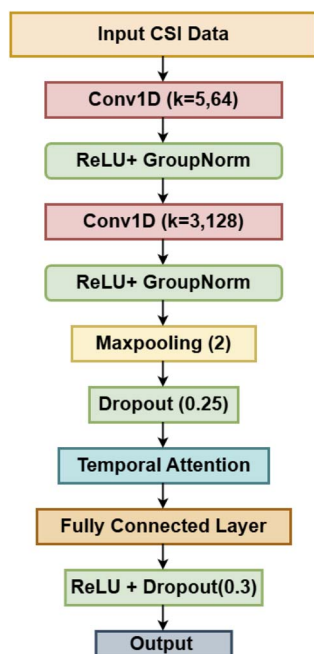 Input CSI Data
Conv1D (k=5,64)
ReLU+ GroupNorm
Conv1D (k=3,128)
ReLU+ GroupNorm
Maxpooling (2)
Dropout (0.25)
Temporal Attention
Fully Connected Layer
ReLU + Dropout(0.3)
Output